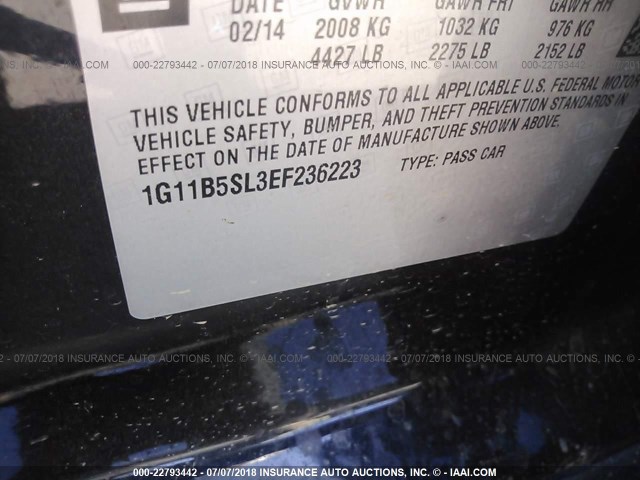 DATE GVWR GAWR FRT GAWR RR
02/14 2008 KG 1032 KG 976 KG
4427 LB 2275 LB 2152 LB
000-22793442 - 07/07/2018 INSURANCE AUTO AUCTIONS, INC. - © - IAAI.COM
THIS VEHICLE CONFORMS TO ALL APPLICABLE U.S. FEDERAL MOTOR
VEHICLE SAFETY, BUMPER, AND THEFT PREVENTION STANDARDS IN
EFFECT ON THE DATE OF MANUFACTURE SHOWN ABOVE.
1G11B5SL3EF236223 TYPE: PASS CAR
000-22793442 - 07/07/2018 INSURANCE AUTO AUCTIONS, INC. - © - IAAI.COM
000-22793442 - 07/07/2018 INSURANCE AUTO AUCTIONS, INC. - © - IAAI.COM